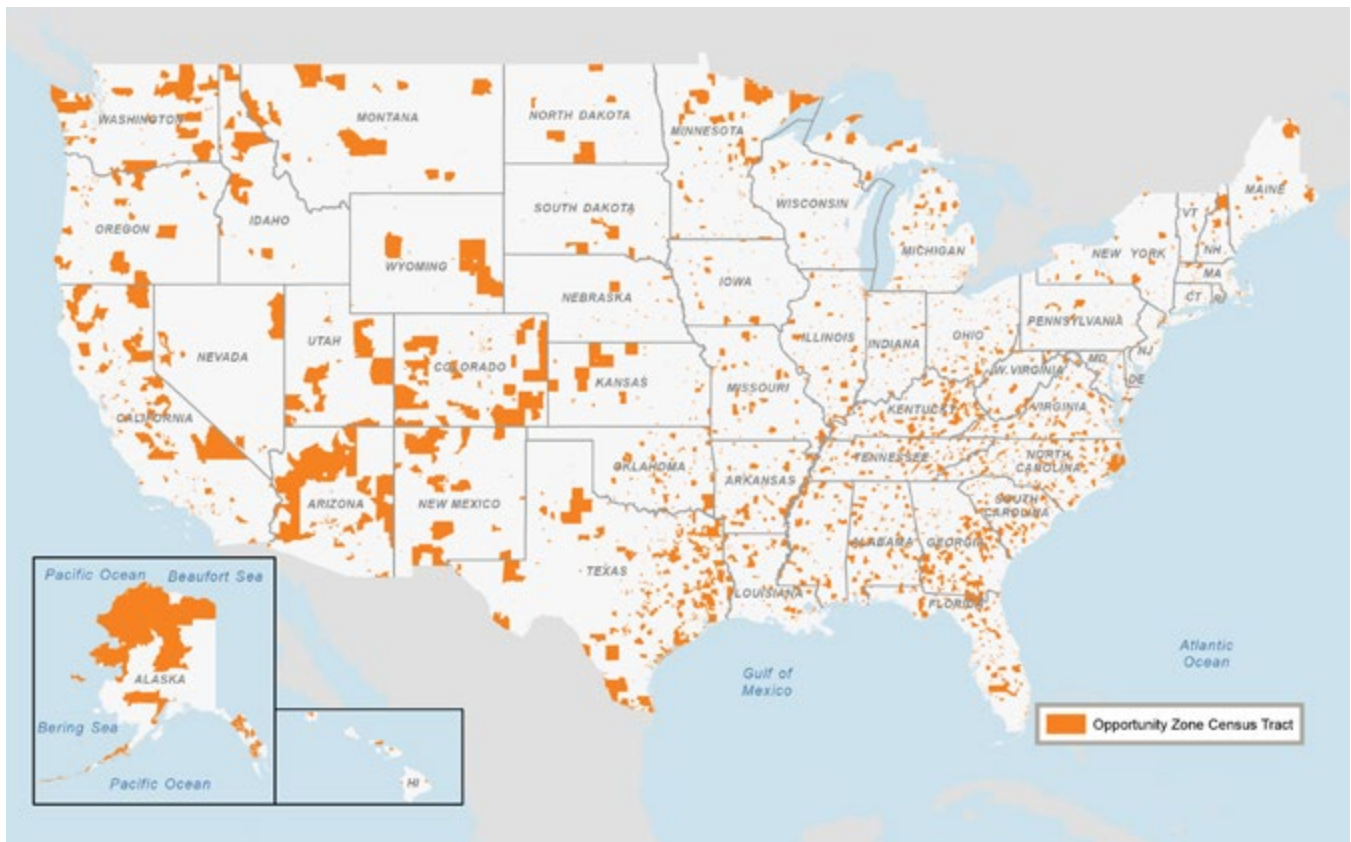 WASHINGTON
MONTANA
NORTH DAKOTA
MINNESOTA
MAINE
OREGON
IDAHO
SOUTH DAKOTA
WISCONSIN
MICHIGAN
VT
NH
NEW YORK
MA
CT
RI
WYOMING
NEBRASKA
IOWA
PENNSYLVANIA
NJ
NEVADA
UTAH
COLORADO
KANSAS
MISSOURI
ILLINOIS
INDIANA
OHIO
MD
DE
W.VIRGINIA
VIRGINIA
KENTUCKY
CALIFORNIA
ARIZONA
NEW MEXICO
OKLAHOMA
ARKANSAS
TENNESSEE
NORTH
CAROLINA
SOUTH
CAROLINA
TEXAS
LOUISIANA
ALABAMA
GEORGIA
FLORIDA
Pacific Ocean
Beaufort Sea
ALASKA
Bering Sea
Pacific Ocean
HI
Gulf of
Mexico
Atlantic
Ocean
Opportunity Zone Census Tract